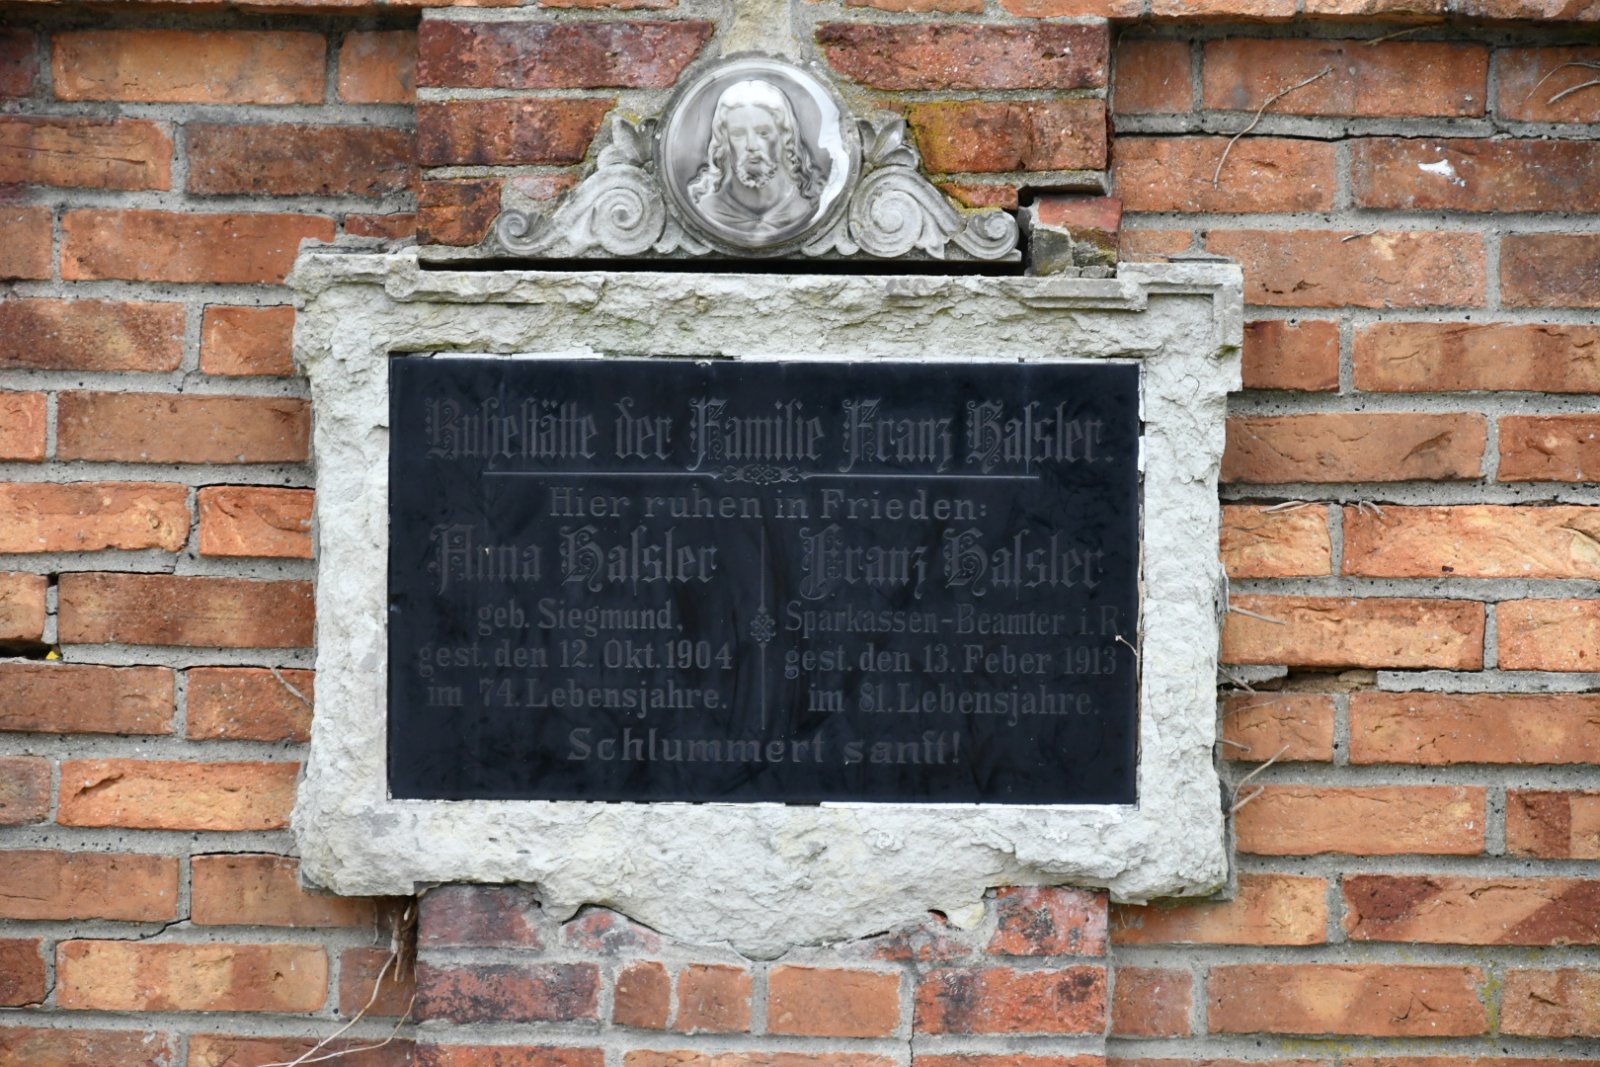 Ruhestätte der Familie Franz Hassler.
Hier ruhen in Frieden:
Anna Hassler
geb. Siegmund,
gest. den 12. Okt. 1904
im 74. Lebensjahre.
Franz Hassler
Sparkassen-Beamter i. R.
gest. den 13. Feber 1913
im 81. Lebensjahre.
Schlummert sanft!